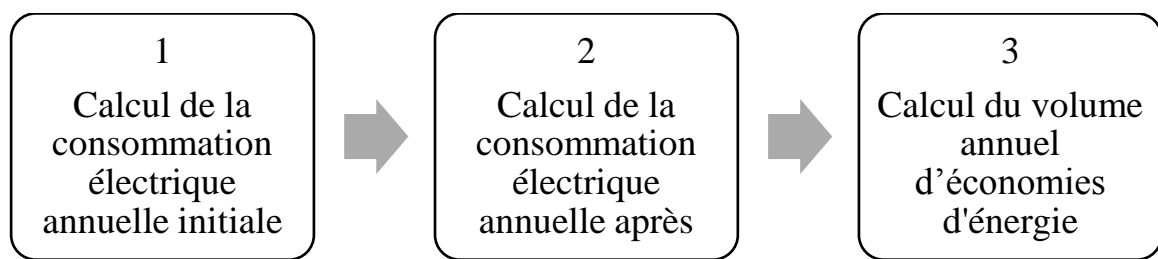 1
Calcul de la
consommation
électrique
annuelle initiale
2
Calcul de la
consommation
électrique
annuelle après
3
Calcul du volume
annuel
d’économies
d'énergie